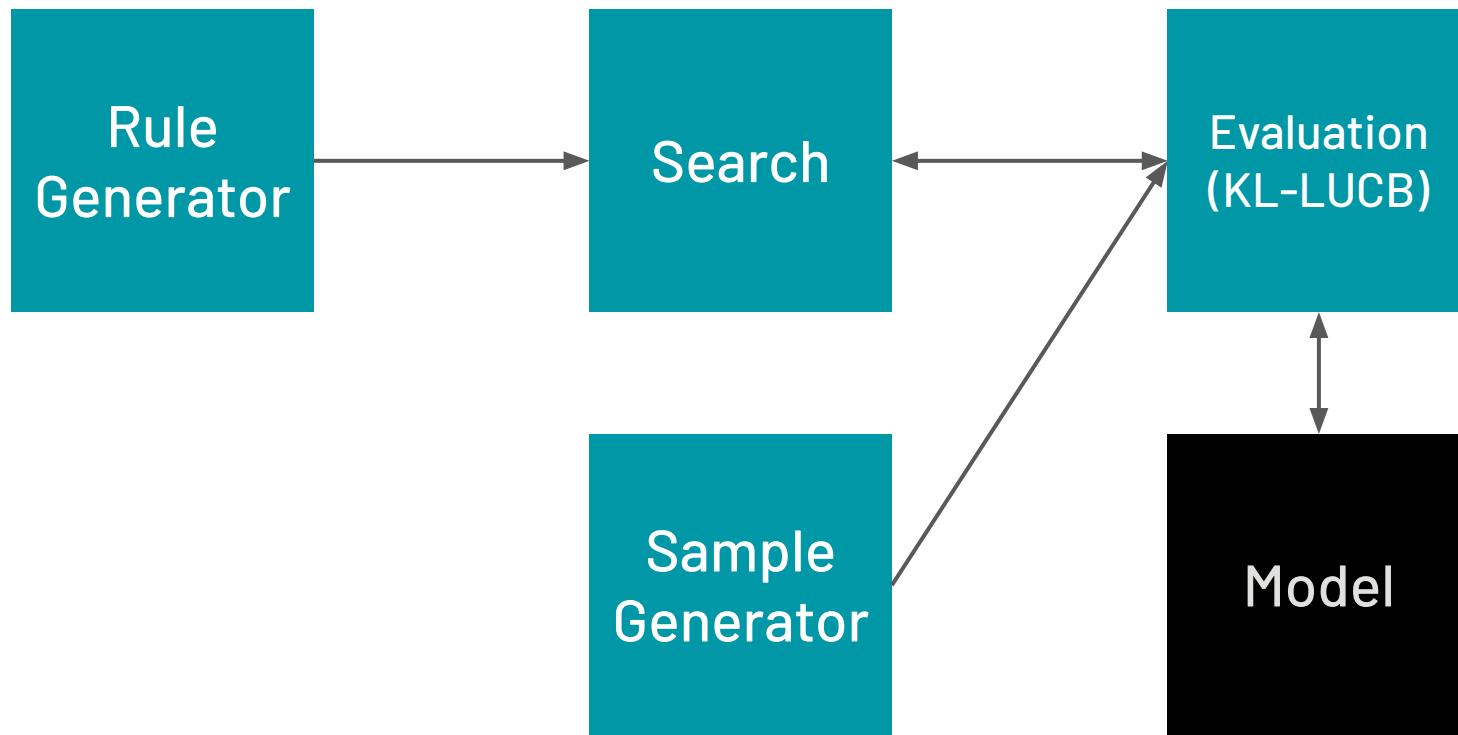 Rule
Generator
Search
Evaluation
(KL-LUCB)
Sample
Generator
Model